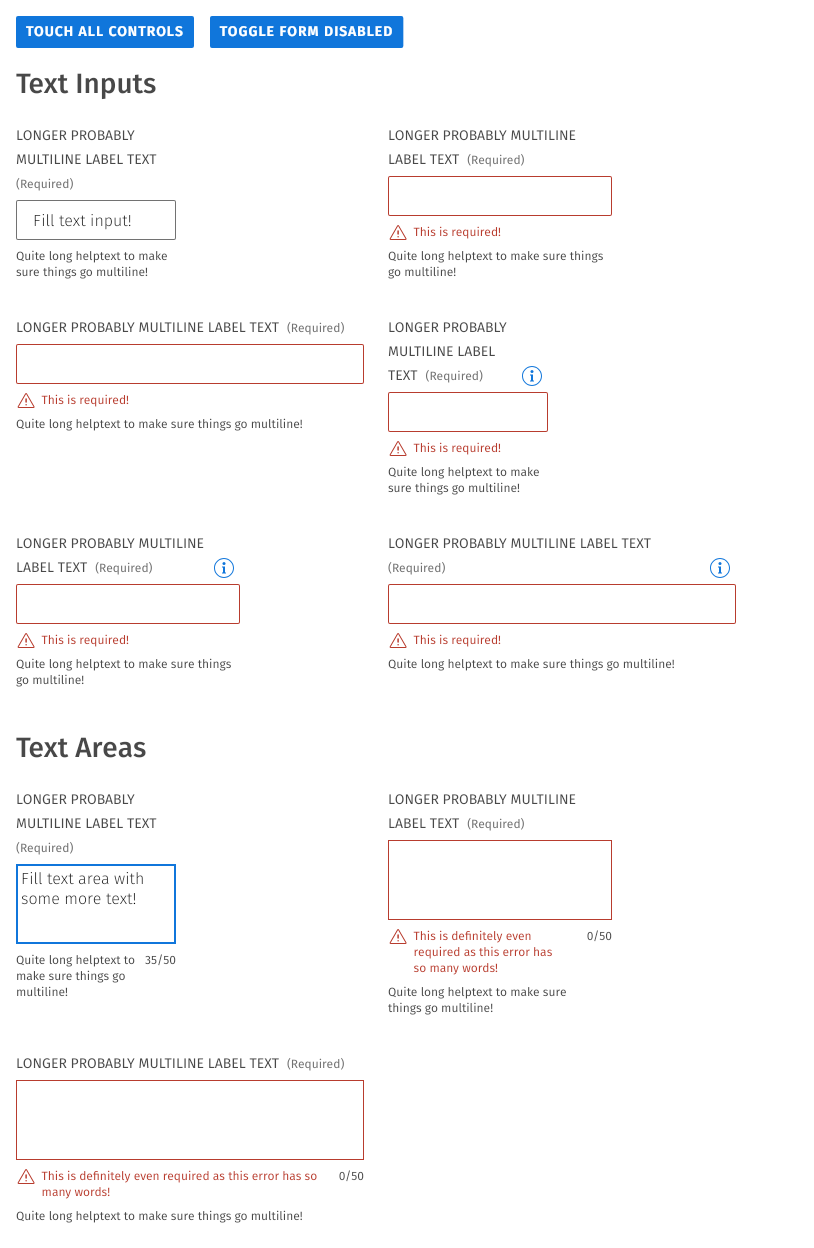 TOUCH ALL CONTROLS
TOGGLE FORM DISABLED
Text Inputs
LONGER PROBABLY
MULTILINE LABEL TEXT
(Required)
Fill text input!
Quite long helptext to make
sure things go multiline!
LONGER PROBABLY MULTILINE
LABEL TEXT (Required)
This is required!
Quite long helptext to make sure things
go multiline!
LONGER PROBABLY MULTILINE LABEL TEXT (Required)
This is required!
Quite long helptext to make sure things go multiline!
LONGER PROBABLY
MULTILINE LABEL
TEXT (Required)
This is required!
Quite long helptext to make
sure things go multiline!
LONGER PROBABLY MULTILINE
LABEL TEXT (Required)
This is required!
Quite long helptext to make sure things
go multiline!
LONGER PROBABLY MULTILINE LABEL TEXT
(Required)
This is required!
Quite long helptext to make sure things go multiline!
Text Areas
LONGER PROBABLY
MULTILINE LABEL TEXT
(Required)
Fill text area with
some more text!
Quite long helptext to 35/50
make sure things go
multiline!
LONGER PROBABLY MULTILINE
LABEL TEXT (Required)
This is definitely even 0/50
required as this error has
so many words!
Quite long helptext to make sure
things go multiline!
LONGER PROBABLY MULTILINE LABEL TEXT (Required)
This is definitely even required as this error has so 0/50
many words!
Quite long helptext to make sure things go multiline!